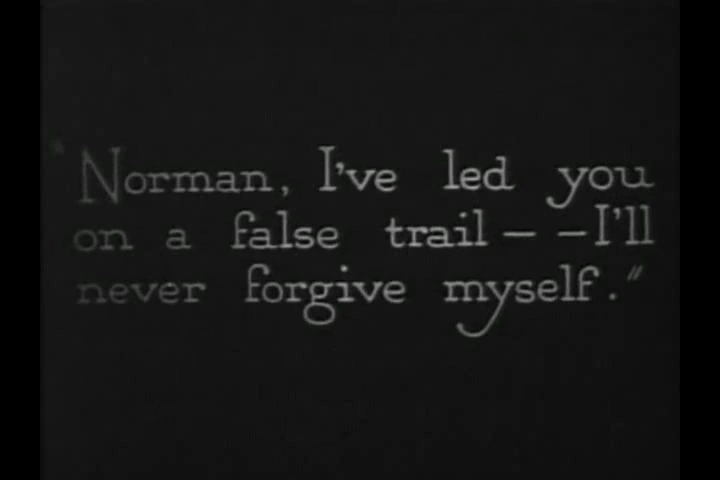 "Norman, I've led you
on a false trail — — I'll
never forgive myself."